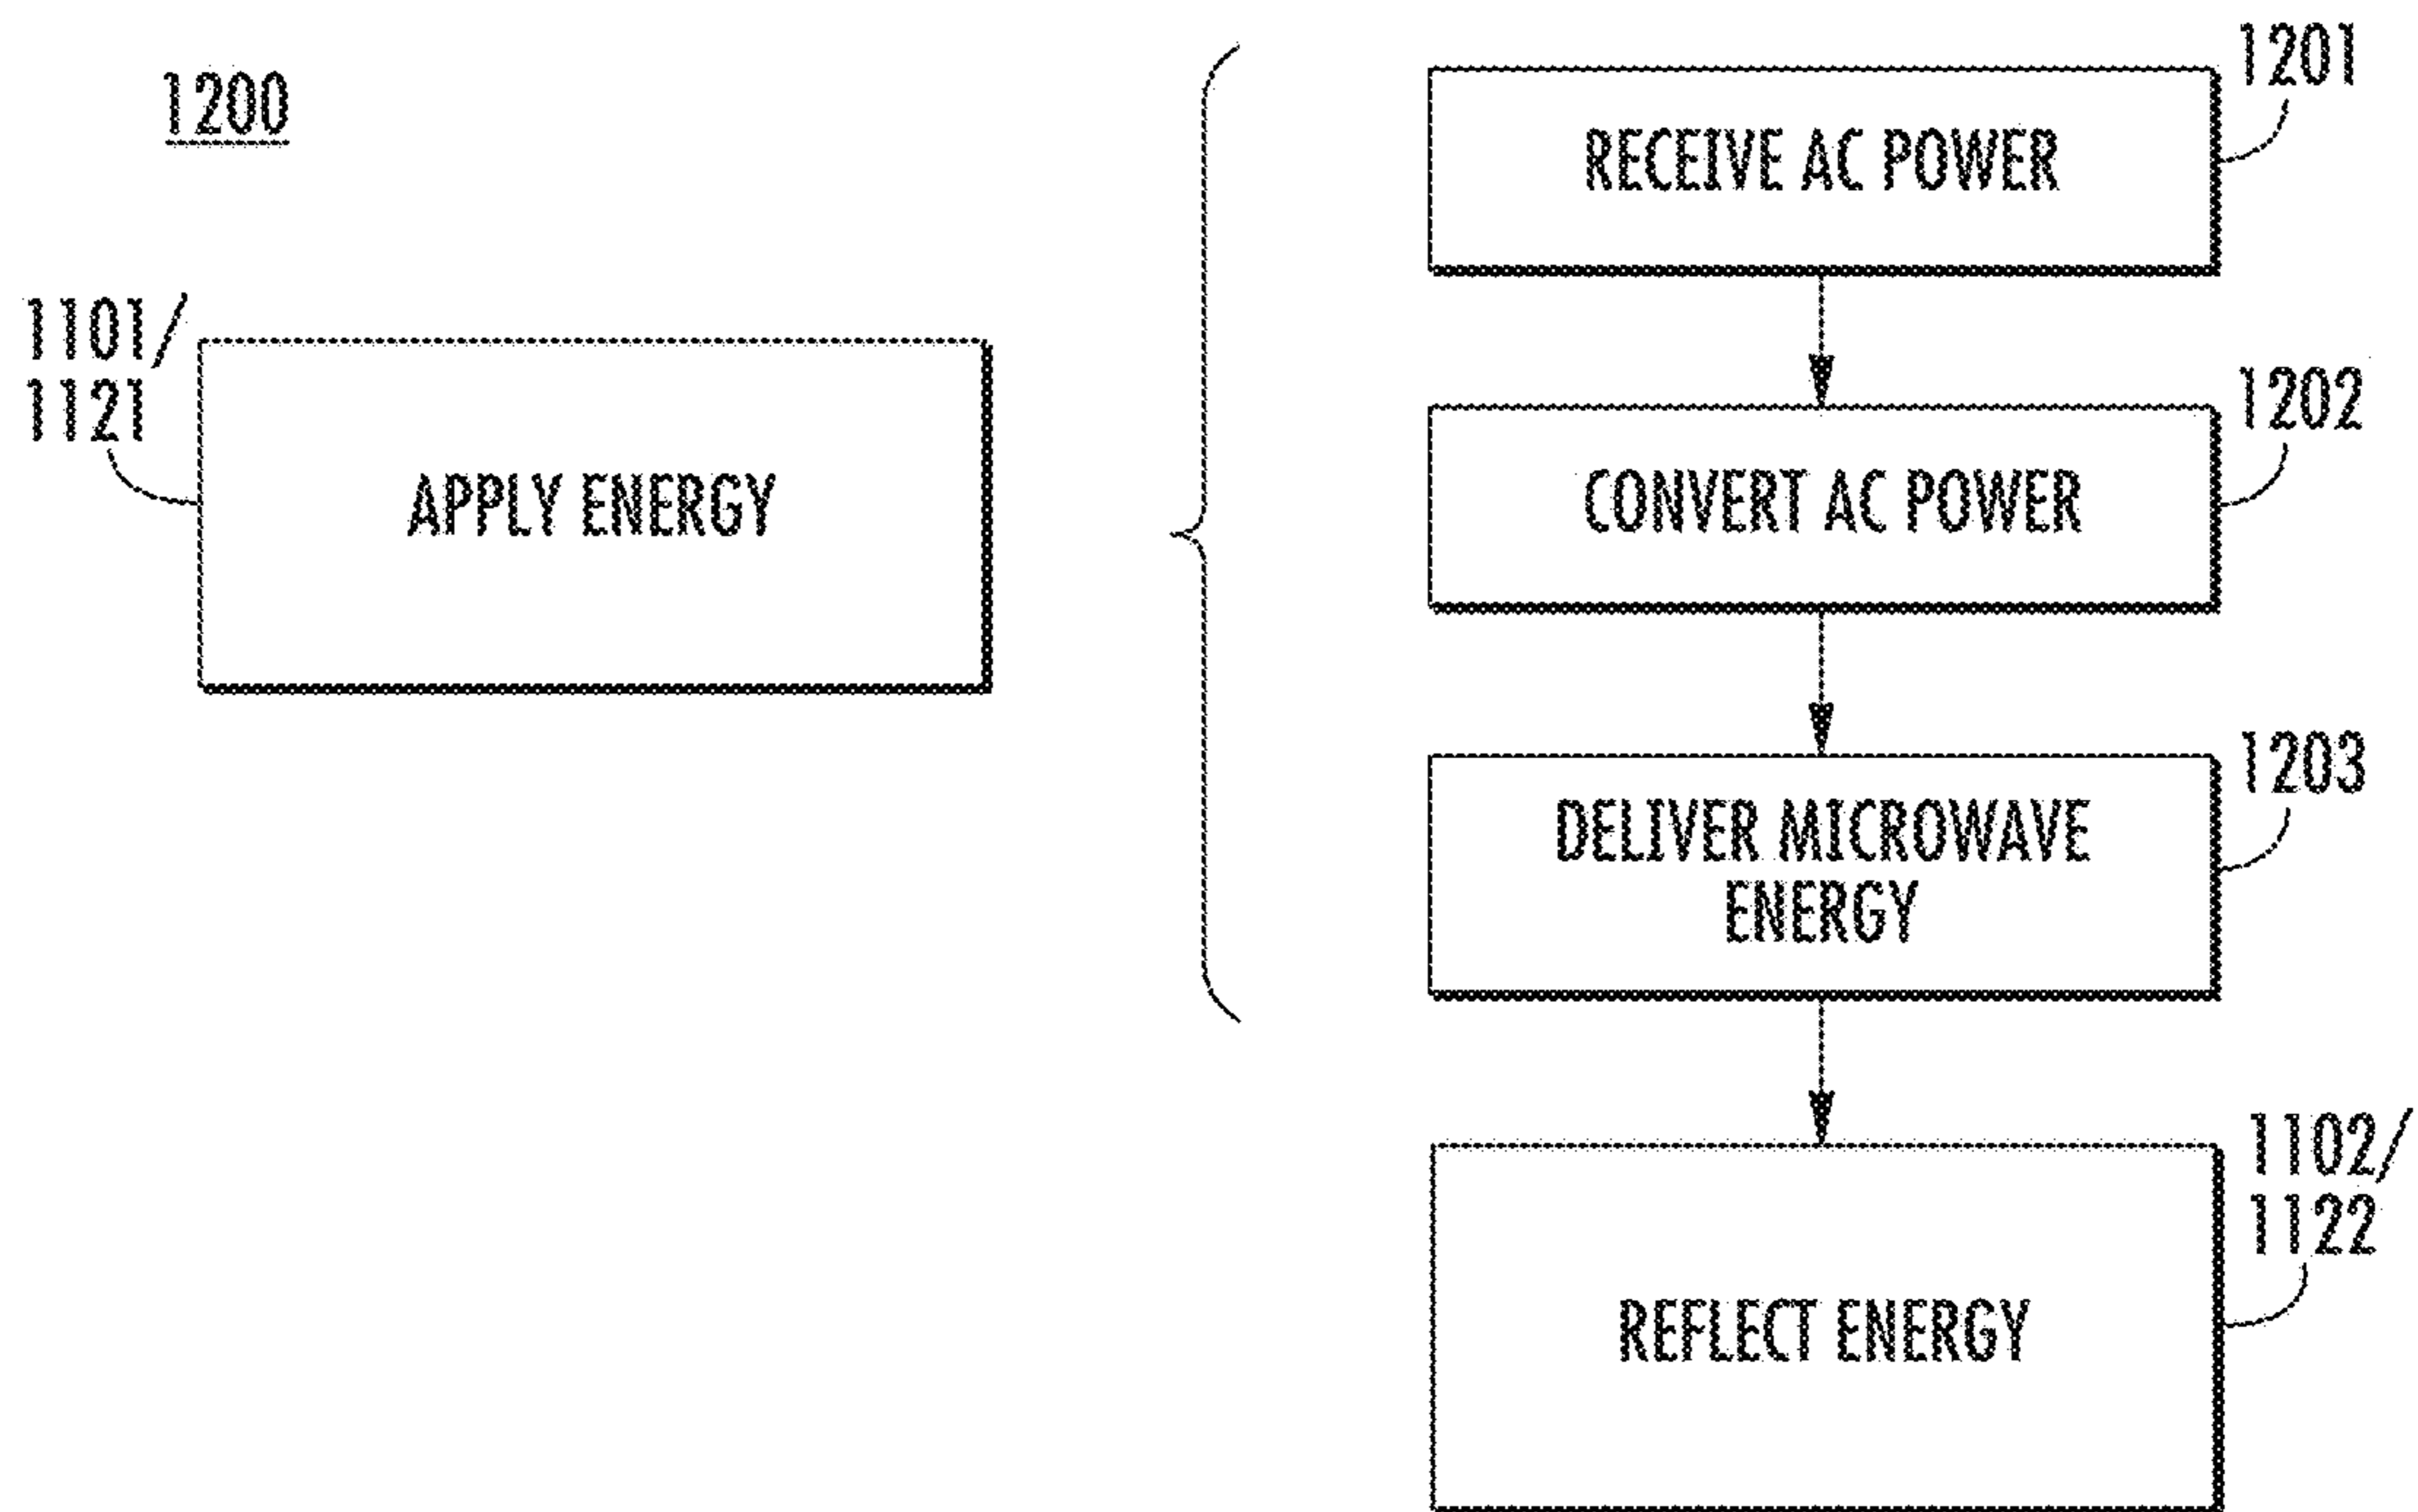 1200
1101/
1121
APPLY ENERGY
RECEIVE AC POWER
1201
CONVERT AC POWER
1202
DELIVER MICROWAVE
ENERGY
1203
REFLECT ENERGY
1102/
1122